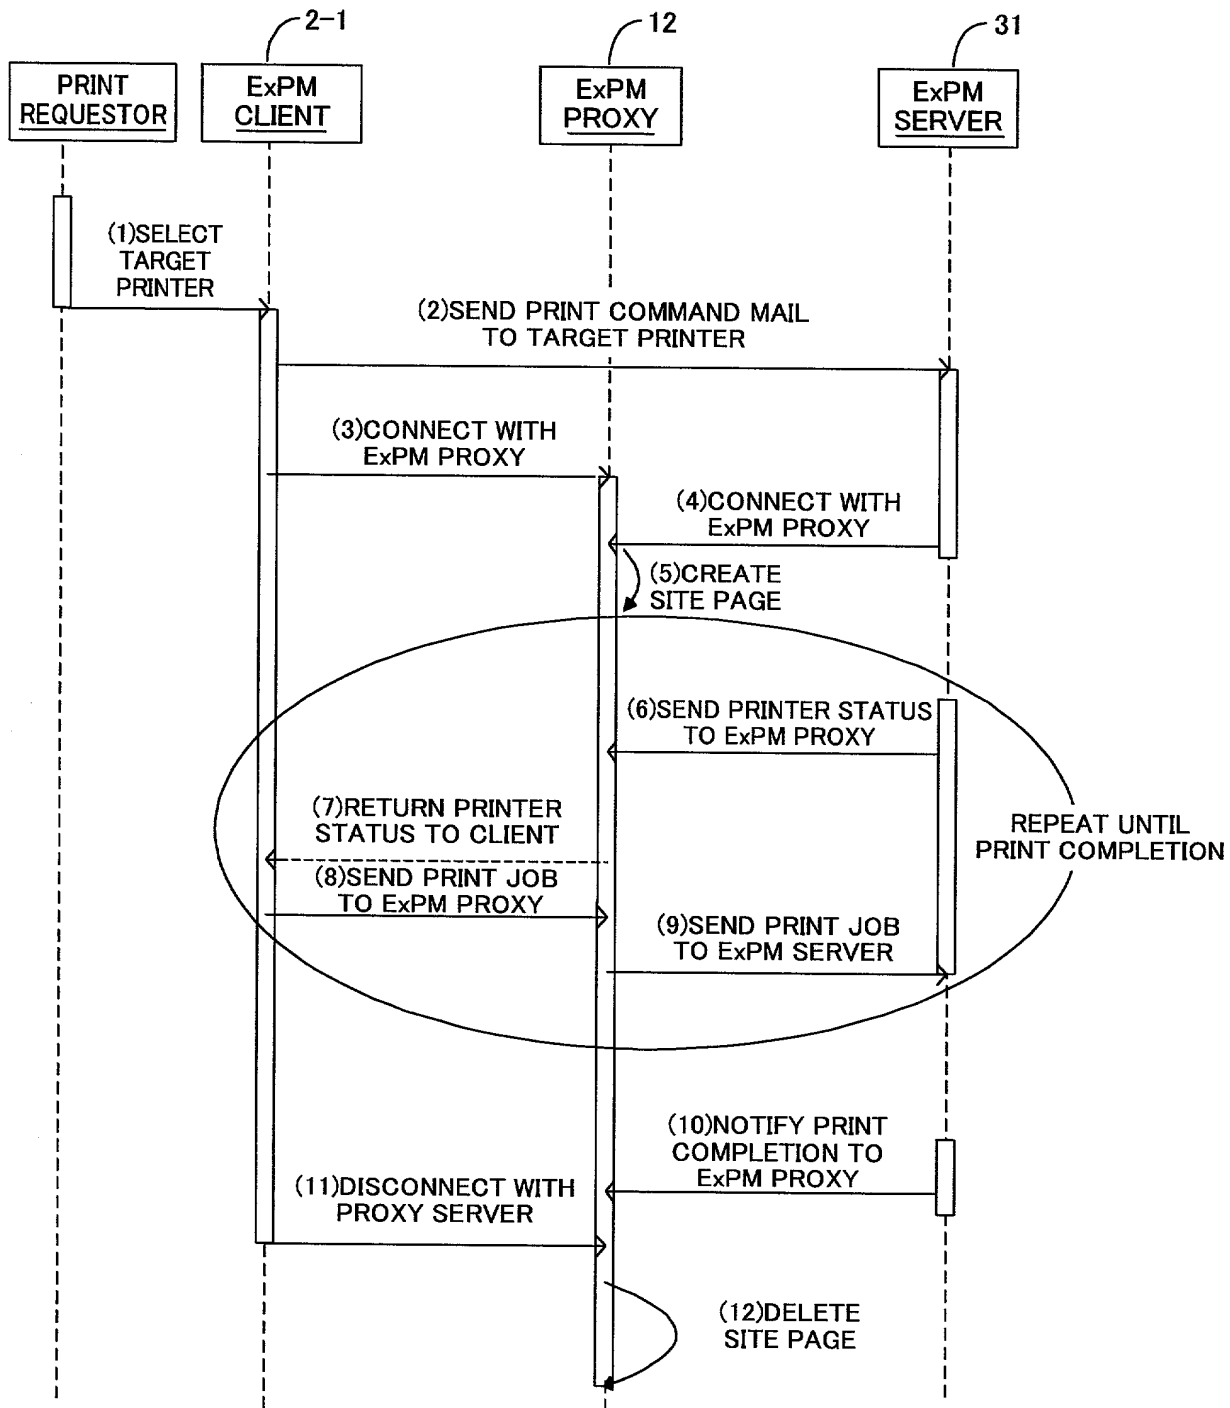 2-1
12
31
PRINT
REQUESTOR
ExPM
CLIENT
ExPM
PROXY
ExPM
SERVER
(1)SELECT
TARGET
PRINTER
(2)SEND PRINT COMMAND MAIL
TO TARGET PRINTER
(3)CONNECT WITH
ExPM PROXY
(4)CONNECT WITH
ExPM PROXY
(5)CREATE
SITE PAGE
(6)SEND PRINTER STATUS
TO ExPM PROXY
(7)RETURN PRINTER
STATUS TO CLIENT
REPEAT UNTIL
PRINT COMPLETION
(8)SEND PRINT JOB
TO ExPM PROXY
(9)SEND PRINT JOB
TO ExPM SERVER
(10)NOTIFY PRINT
COMPLETION TO
ExPM PROXY
(11)DISCONNECT WITH
PROXY SERVER
(12)DELETE
SITE PAGE